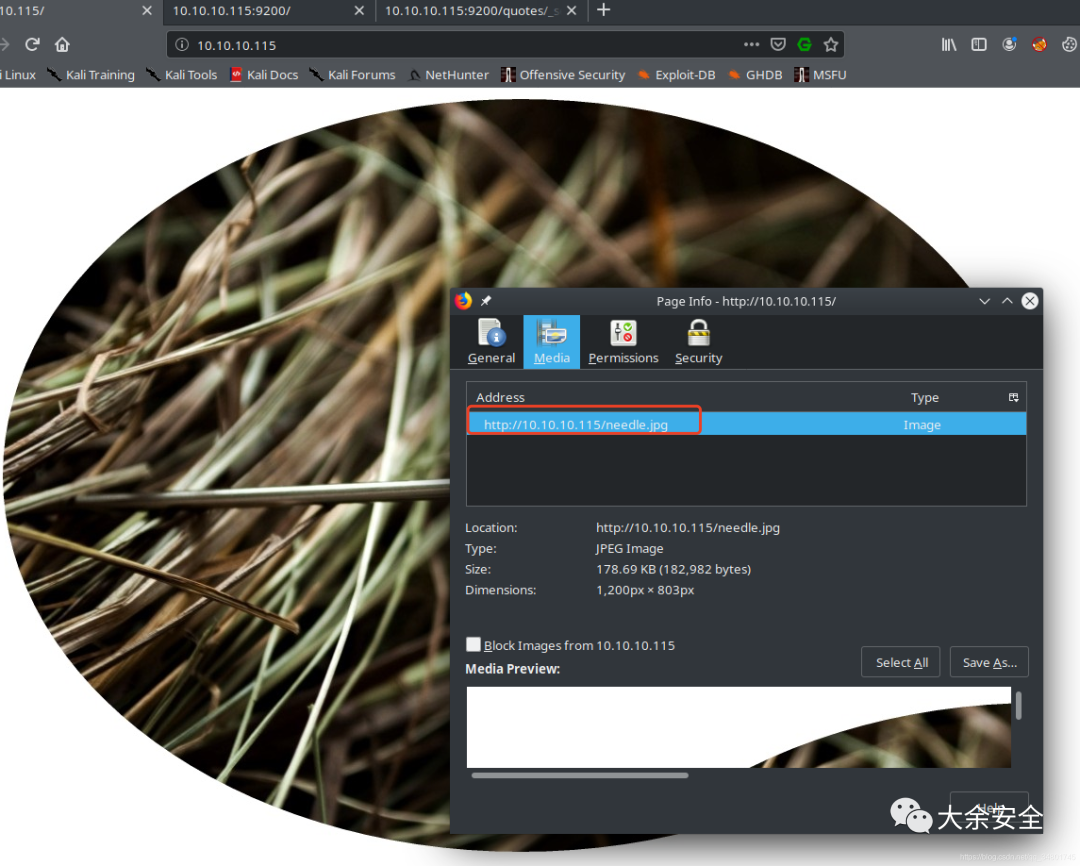 10.115/
10.10.10.115:9200/
10.10.10.115:9200/quotes/_s
10.10.10.115
i Linux
Kali Training
Kali Tools
Kali Docs
Kali Forums
NetHunter
Offensive Security
Exploit-DB
GHDB
MSFU
Page Info - http://10.10.10.115/
General
Media
Permissions
Security
Address
Type
http://10.10.10.115/needle.jpg
Image
Location:
http://10.10.10.115/needle.jpg
Type:
JPEG Image
Size:
178.69 KB (182,982 bytes)
Dimensions:
1,200px × 803px
Block Images from 10.10.10.115
Media Preview:
Select All
Save As...
Help
大余安全